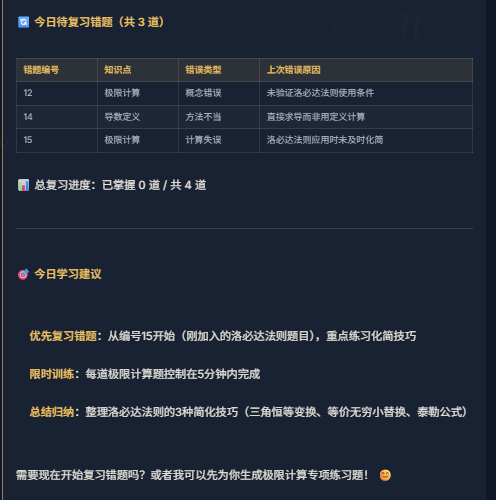 🔄 今日待复习错题（共 3 道）
错题编号 知识点 错误类型 上次错误原因
12 极限计算 概念错误 未验证洛必达法则使用条件
14 导数定义 方法不当 直接求导而非用定义计算
15 极限计算 计算失误 洛必达法则应用时未及时化简
📊 总复习进度：已掌握 0 道 / 共 4 道
🎯 今日学习建议
优先复习错题：从编号15开始（刚加入的洛必达法则题目），重点练习化简技巧
限时训练：每道极限计算题控制在5分钟内完成
总结归纳：整理洛必达法则的3种简化技巧（三角恒等变换、等价无穷小替换、泰勒公式）
需要现在开始复习错题吗？或者我可以先为你生成极限计算专项练习题！ 😊